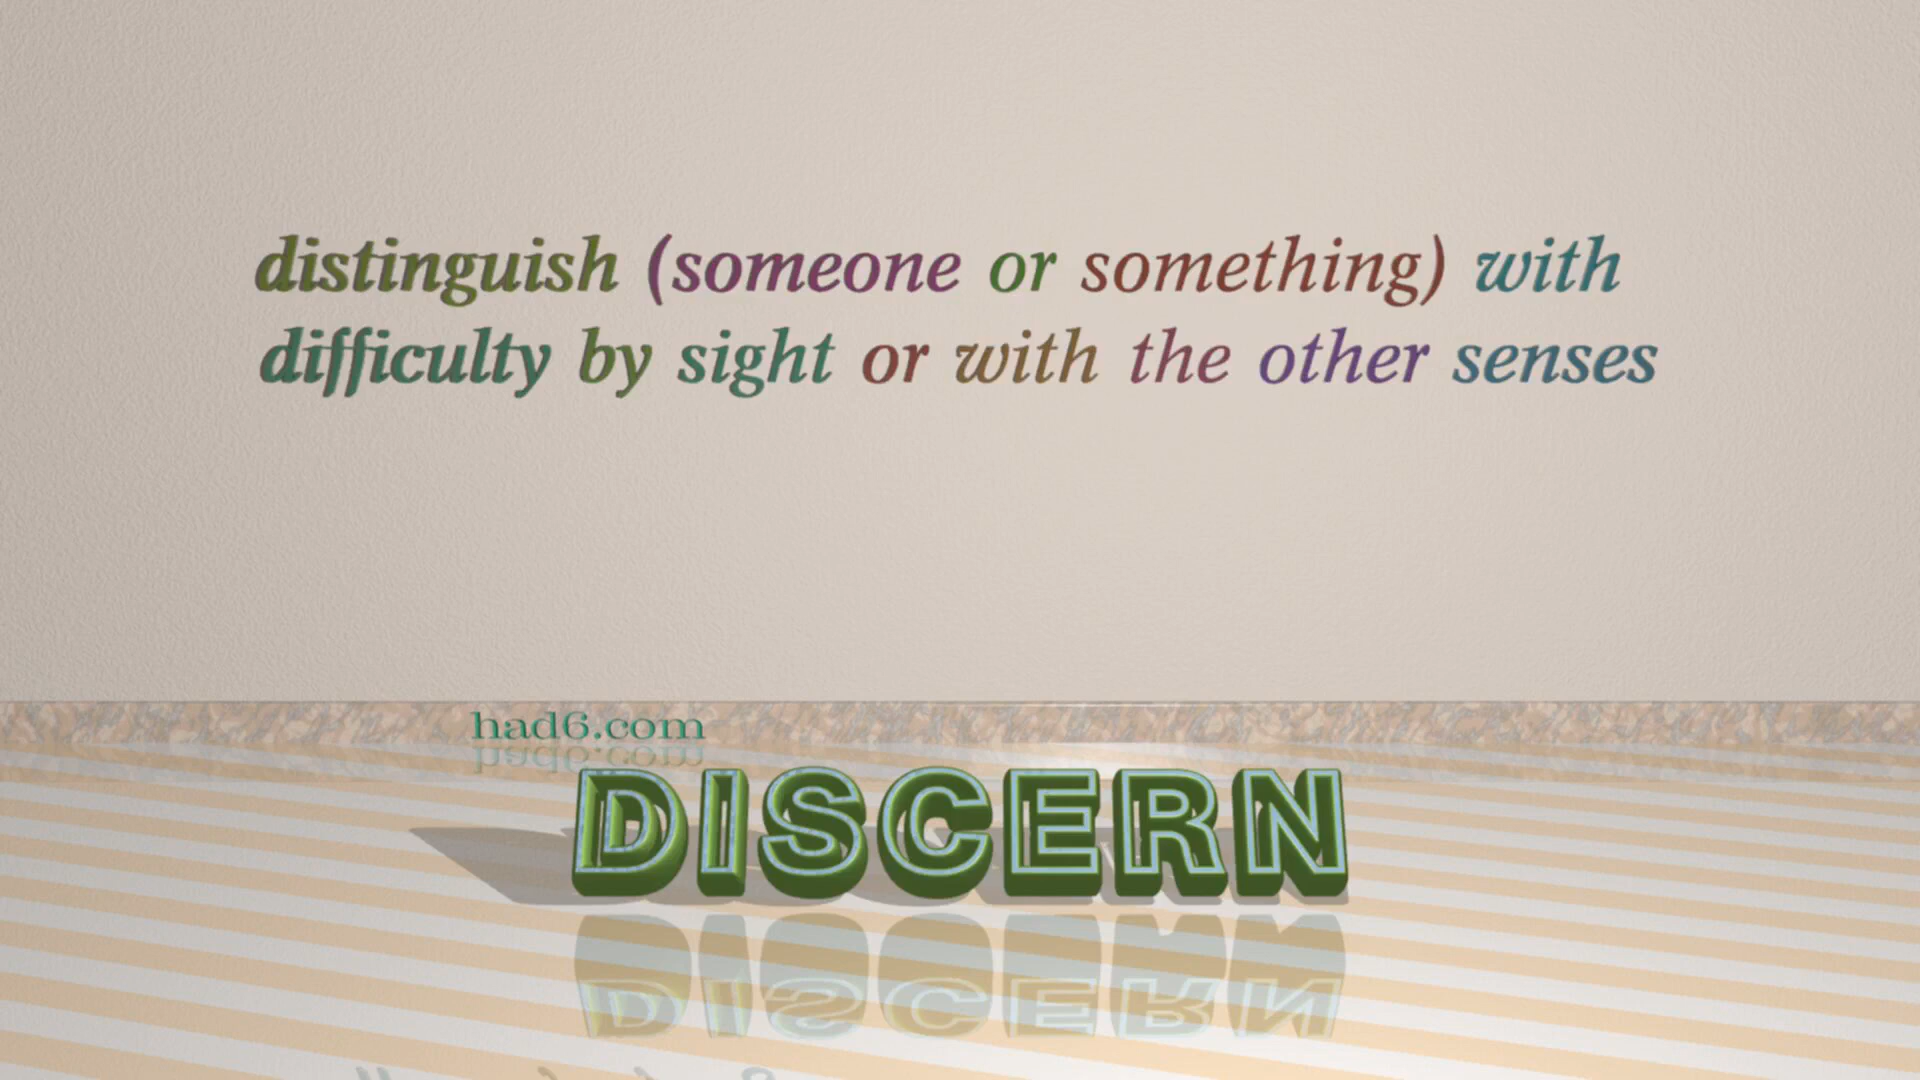 distinguish (someone or something) with
difficulty by sight or with the other senses
had6.com
DISCERN